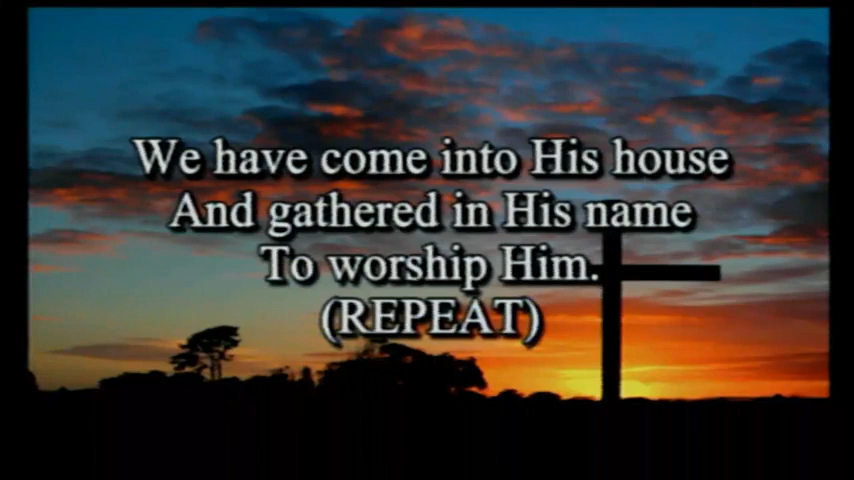 We have come into His house
And gathered in His name
To worship Him.
(REPEAT)